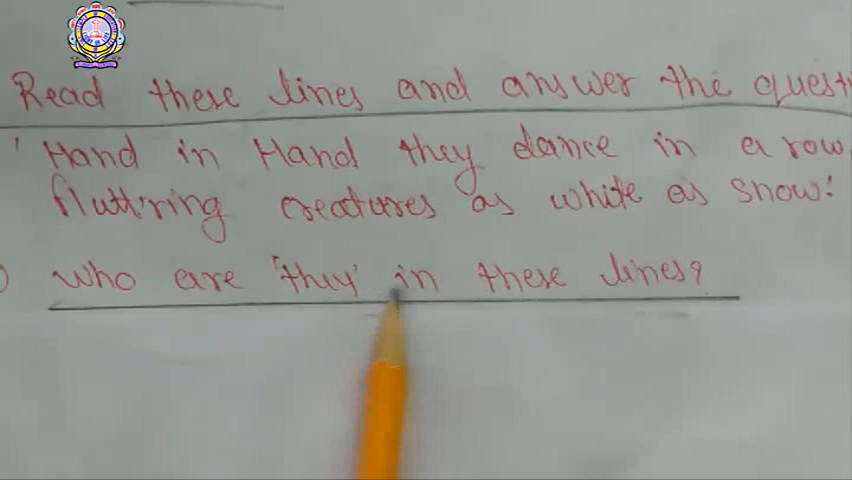 Read these lines and answer the quest
' Hand in Hand they dance in a row,
fluttring creatures as white as snow!
) Who are 'they' in these lines?